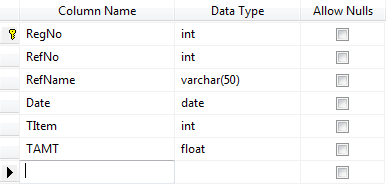 Column Name Data Type Allow Nulls
RegNo int
RefNo int
RefName varchar(50)
Date date
TItem int
TAMT float